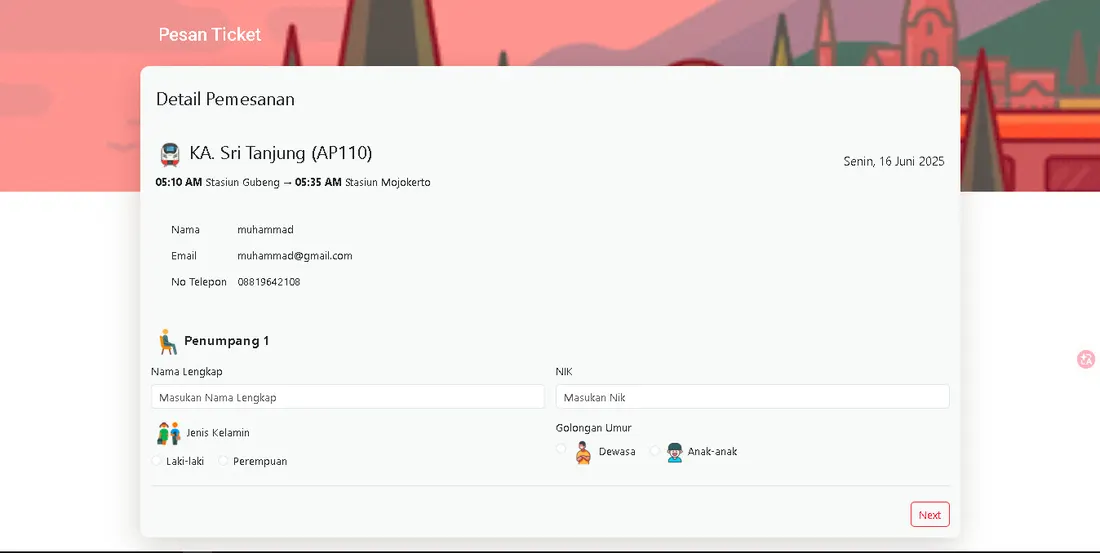 Pesan Ticket
Detail Pemesanan
KA. Sri Tanjung (AP110)
Senin, 16 Juni 2025
05:10 AM Stasiun Gubeng → 05:35 AM Stasiun Mojokerto
Nama muhammad
Email muhammad@gmail.com
No Telepon 08819642108
Penumpang 1
Nama Lengkap
Masukan Nama Lengkap
NIK
Masukan Nik
Jenis Kelamin
Laki-laki Perempuan
Golongan Umur
Dewasa Anak-anak
Next